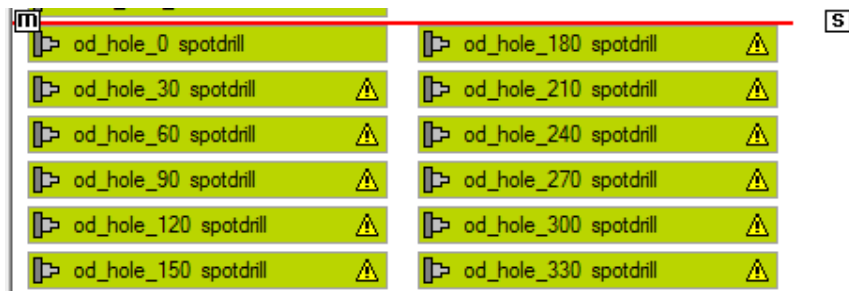 m
S
od_hole_0 spotdrill
od_hole_30 spotdrill
od_hole_60 spotdrill
od_hole_90 spotdrill
od_hole_120 spotdrill
od_hole_150 spotdrill
od_hole_180 spotdrill
od_hole_210 spotdrill
od_hole_240 spotdrill
od_hole_270 spotdrill
od_hole_300 spotdrill
od_hole_330 spotdrill